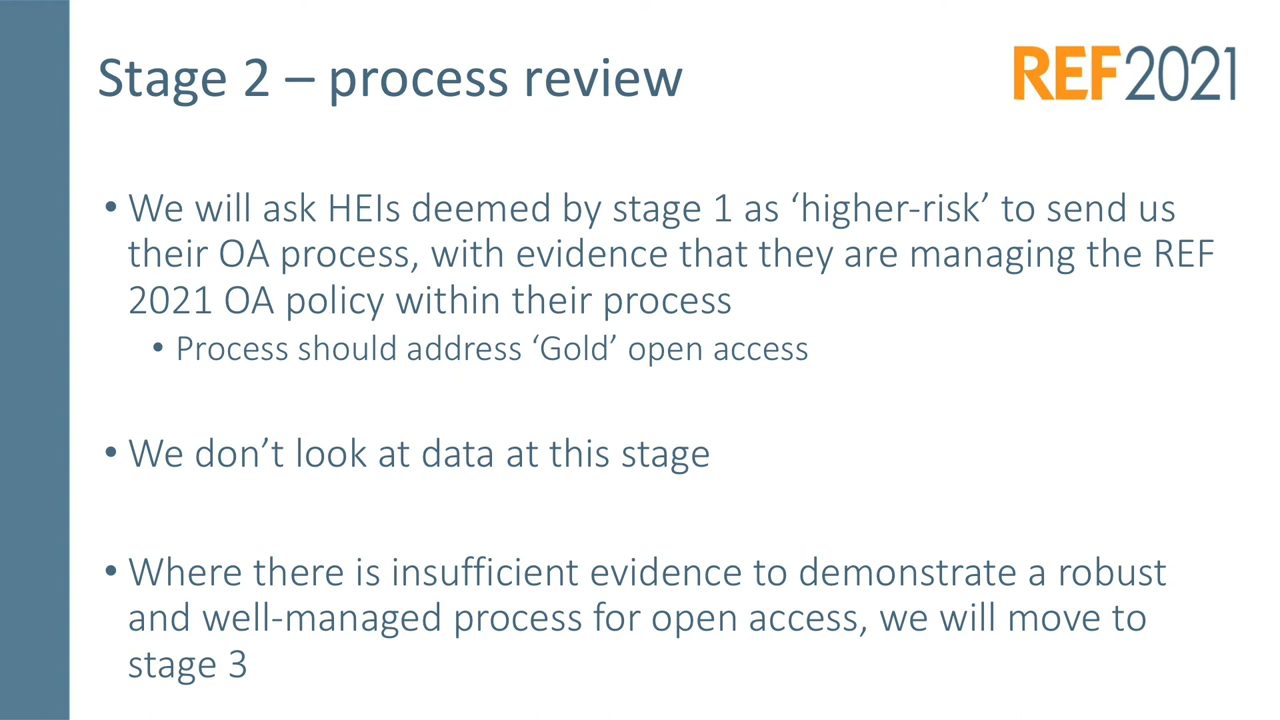 Stage 2 – process review
REF2021
• We will ask HEIs deemed by stage 1 as ‘higher-risk’ to send us
their OA process, with evidence that they are managing the REF
2021 OA policy within their process
• Process should address ‘Gold’ open access
• We don’t look at data at this stage
• Where there is insufficient evidence to demonstrate a robust
and well-managed process for open access, we will move to
stage 3